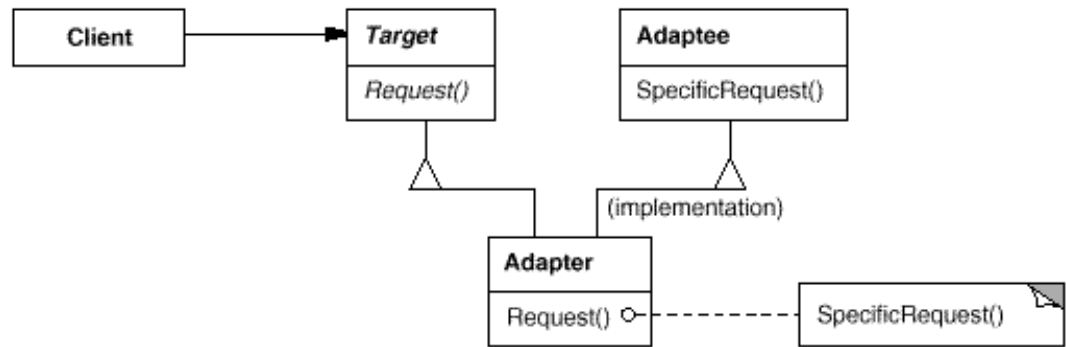 Client
Target
Request()
Adaptee
SpecificRequest()
(implementation)
Adapter
Request()
SpecificRequest()